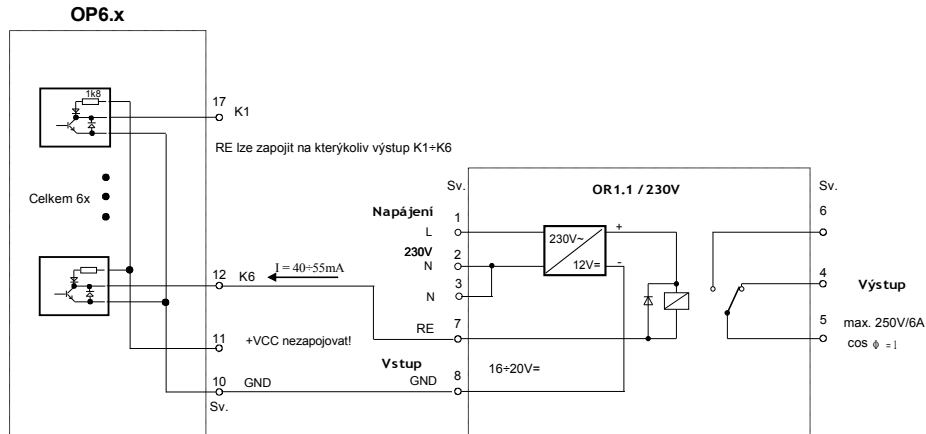 OP6.x
1k8
17
K1
RE lze zapojit na kterýkoliv výstup K1÷K6
Celkem 6x
Sv.
OR1.1 / 230V
Sv.
Napájení
1
L
230V
2
N
3
N
230V~
12V=
+
-
6
4
Výstup
5
max. 250V/6A
cos ϕ = 1
12
K6
I = 40÷55mA
7
RE
11
+VCC nezapojovat!
Vstup
8
GND
16÷20V=
10
GND
Sv.